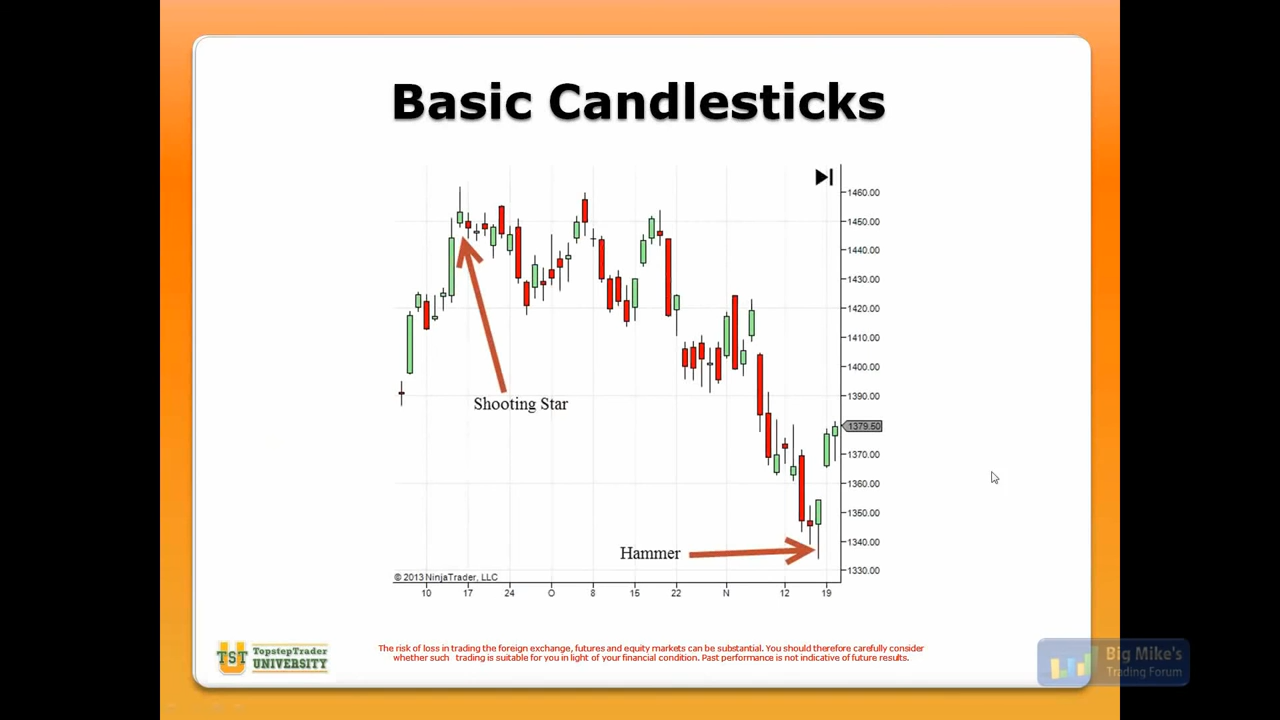 Basic Candlesticks
1460.00
1450.00
1440.00
1430.00
1420.00
1410.00
1400.00
1390.00
1379.50
1370.00
1360.00
1350.00
1340.00
1330.00
Shooting Star
Hammer
© 2013 NinjaTrader, LLC
10 17 24 O 8 15 22 N 12 19
TST
TopstepTrader
UNIVERSITY
The risk of loss in trading the foreign exchange, futures and equity markets can be substantial. You should therefore carefully consider
whether such trading is suitable for you in light of your financial condition. Past performance is not indicative of future results.
Big Mike's
Trading Forum